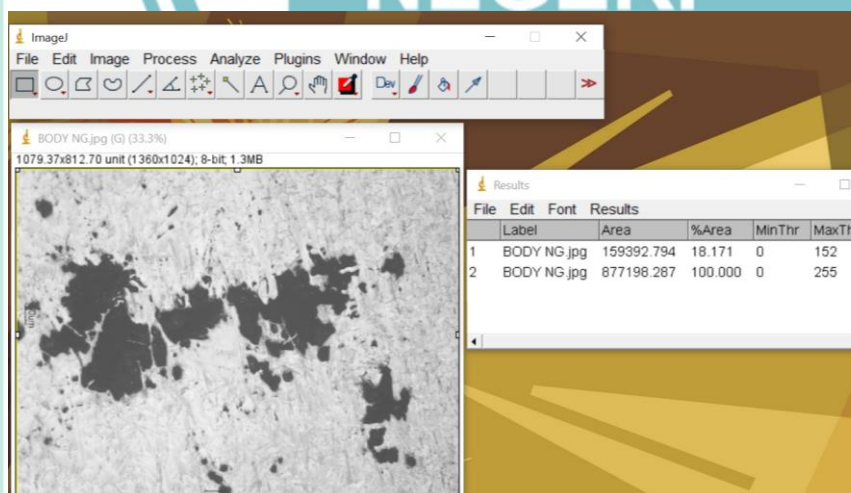 NEGERI
ImageJ
File Edit Image Process Analyze Plugins Window Help
A Dev >>
BODY NG.jpg (G) (33.3%)
1079.37x812.70 unit (1360x1024); 8-bit; 1.3MB
Results
File Edit Font Results
Label Area %Area MinThr MaxTh
1 BODY NG.jpg 159392.794 18.171 0 152
2 BODY NG.jpg 877198.287 100.000 0 255